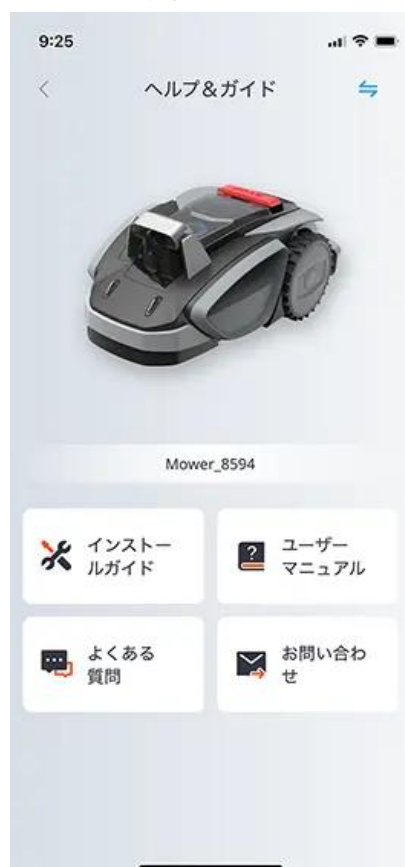 9:25
ヘルプ&ガイド
Mower_8594
インストー
ルガイド
ユーザー
マニュアル
よくある
質問
お問い合わ
せ